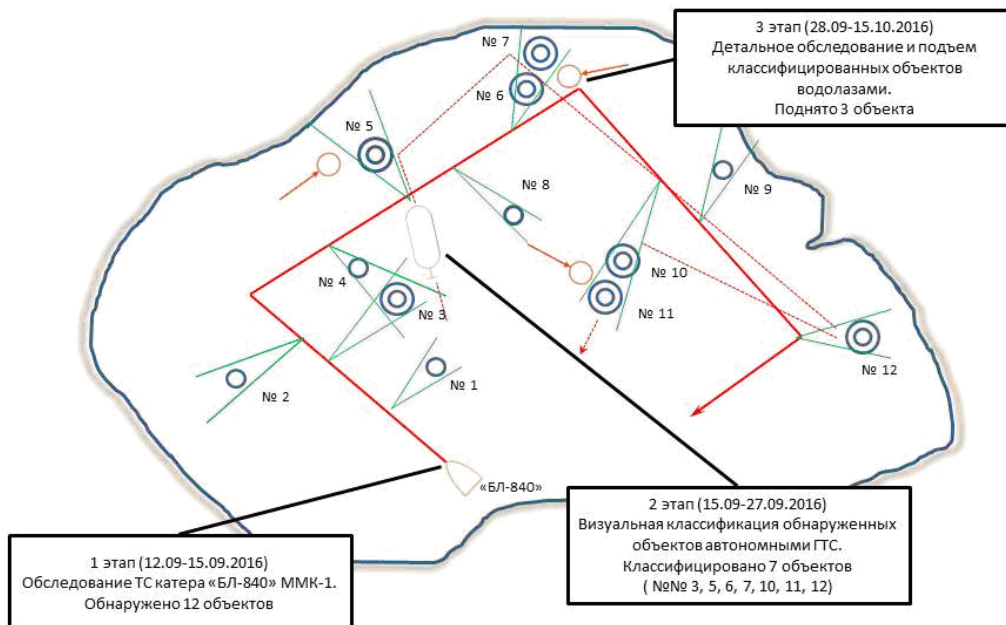 3 этап (28.09-15.10.2016)
Детальное обследование и подъем
классифицированных объектов
водолазами.
Поднято 3 объекта
№ 7
№ 6
№ 5
№ 8
№ 9
№ 4
№ 3
№ 10
№ 11
№ 2
№ 1
№ 12
«БЛ-840»
1 этап (12.09-15.09.2016)
Обследование ТС катера «БЛ-840» ММК-1.
Обнаружено 12 объектов
2 этап (15.09-27.09.2016)
Визуальная классификация обнаруженных
объектов автономными ГТС.
Классифицировано 7 объектов
( №№ 3, 5, 6, 7, 10, 11, 12)